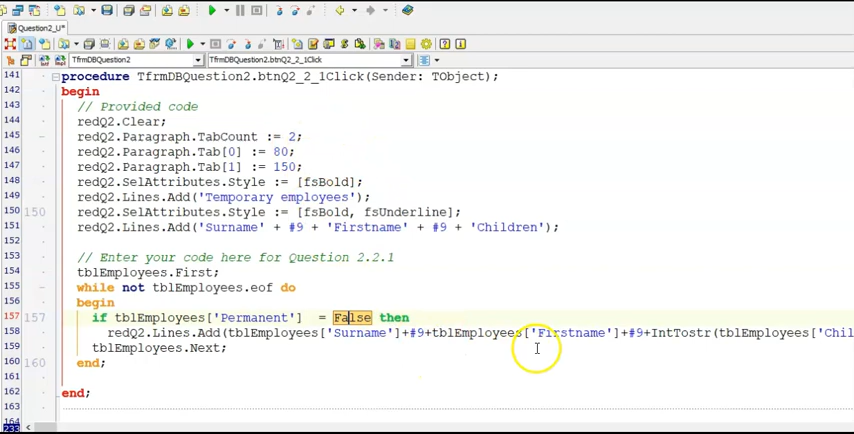 Question2_U*
TfrmDBQuestion2 TfrmDBQuestion2.btnQ2_2_1Click
141 procedure TfrmDBQuestion2.btnQ2_2_1Click(Sender: TObject);
142 begin
143 // Provided code
144 redQ2.Clear;
145 redQ2.Paragraph.TabCount := 2;
146 redQ2.Paragraph.Tab[0] := 80;
147 redQ2.Paragraph.Tab[1] := 150;
148 redQ2.SelAttributes.Style := [fsBold];
149 redQ2.Lines.Add('Temporary employees');
150 150 redQ2.SelAttributes.Style := [fsBold, fsUnderline];
151 redQ2.Lines.Add('Surname' + #9 + 'Firstname' + #9 + 'Children');
152
153 // Enter your code here for Question 2.2.1
154 tblEmployees.First;
155 while not tblEmployees.eof do
156 begin
157 157 if tblEmployees['Permanent'] = False then
158 redQ2.Lines.Add(tblEmployees['Surname']+#9+tblEmployees['Firstname']+#9+IntTostr(tblEmployees['Chil
159 tblEmployees.Next;
160 160 end;
161
162 end;
163
164
233